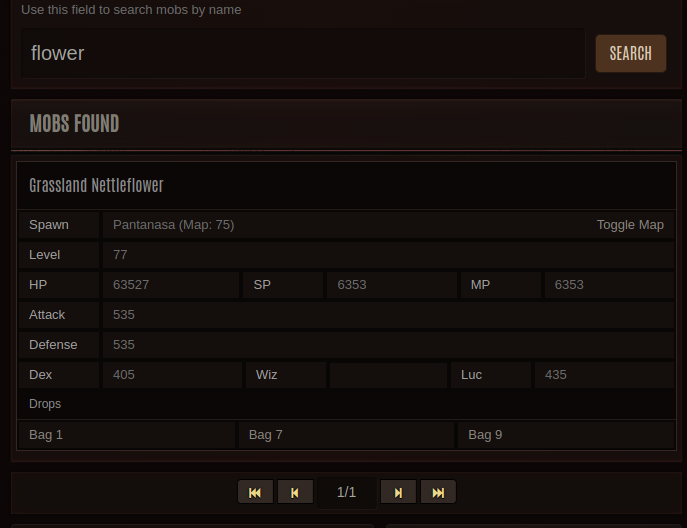 Use this field to search mobs by name
flower SEARCH
MOBS FOUND
Grassland Nettleflower
Spawn Pantanasa (Map: 75) Toggle Map
Level 77
HP 63527 SP 6353 MP 6353
Attack 535
Defense 535
Dex 405 Wiz Luc 435
Drops
Bag 1 Bag 7 Bag 9
1/1